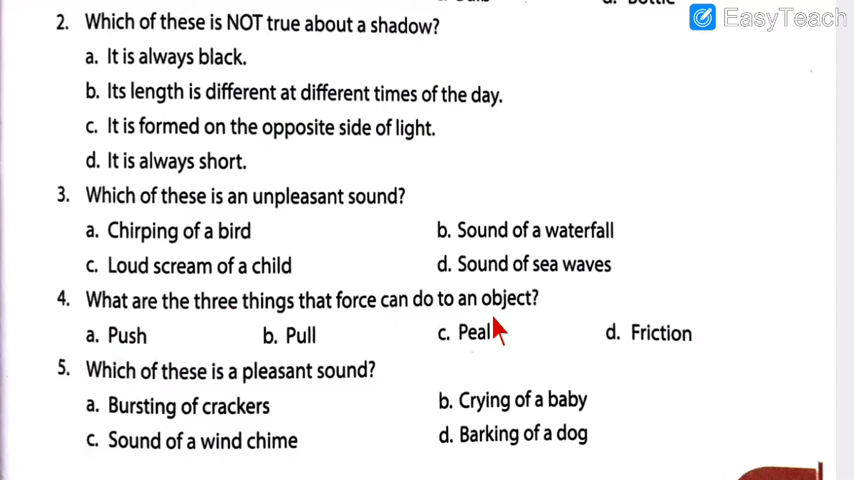 EasyTeach
2. Which of these is NOT true about a shadow?
a. It is always black.
b. Its length is different at different times of the day.
c. It is formed on the opposite side of light.
d. It is always short.
3. Which of these is an unpleasant sound?
a. Chirping of a bird b. Sound of a waterfall
c. Loud scream of a child d. Sound of sea waves
4. What are the three things that force can do to an object?
a. Push b. Pull c. Peal d. Friction
5. Which of these is a pleasant sound?
a. Bursting of crackers b. Crying of a baby
c. Sound of a wind chime d. Barking of a dog